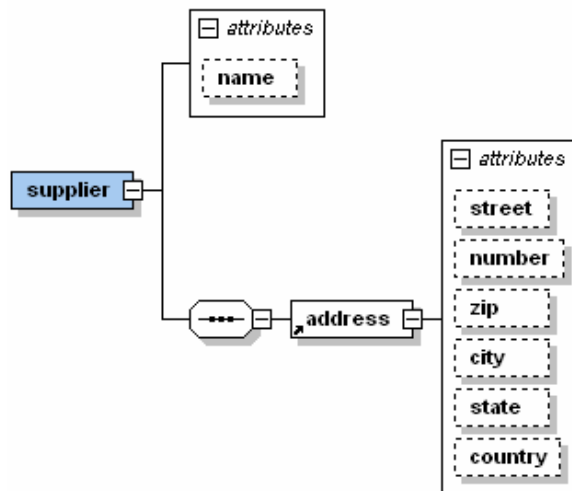 attributes
name
supplier
address
attributes
street
number
zip
city
state
country